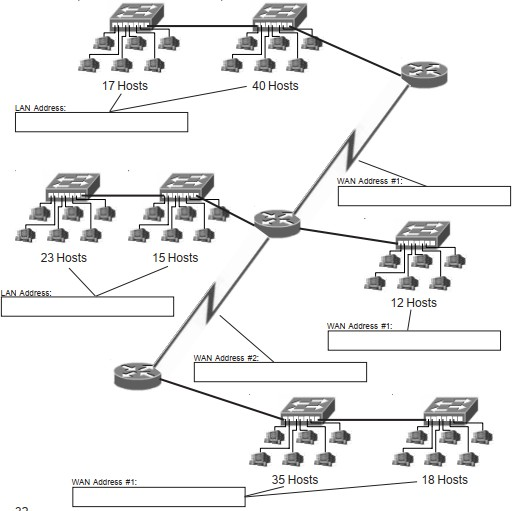 17 Hosts
40 Hosts
LAN Address:
WAN Address #1:
23 Hosts
15 Hosts
LAN Address:
12 Hosts
WAN Address #1:
WAN Address #2:
35 Hosts
18 Hosts
WAN Address #1: